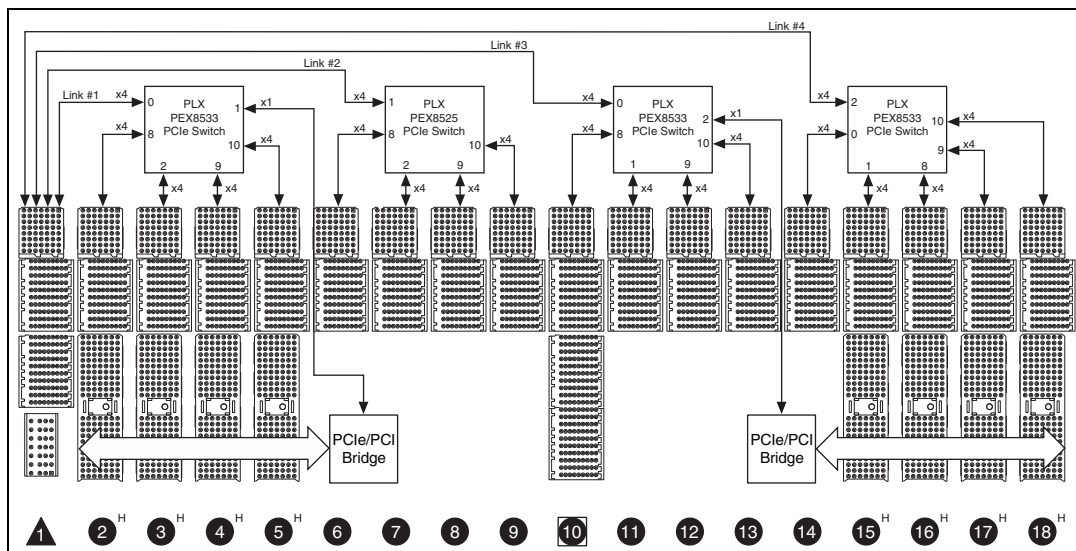 Link #4
Link #3
Link #2
Link #1
x4
0
PLX
PEX8533
PCIe Switch
1
x1
x4
8
10
x4
2
9
x4
x4
x4
1
PLX
PEX8525
PCIe Switch
x4
8
10
x4
2
9
x4
x4
x4
0
PLX
PEX8533
PCIe Switch
2
x1
x4
8
10
x4
1
9
x4
x4
x4
2
PLX
PEX8533
PCIe Switch
10
x4
x4
0
9
x4
1
8
x4
x4
PCIe/PCI
Bridge
PCIe/PCI
Bridge
1 2 H 3 H 4 H 5 H 6 7 8 9 10 11 12 13 14 15 H 16 H 17 H 18 H